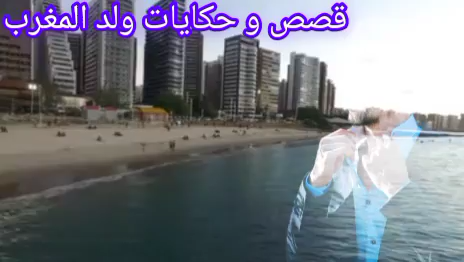 قصص و حكايات ولد المغرب